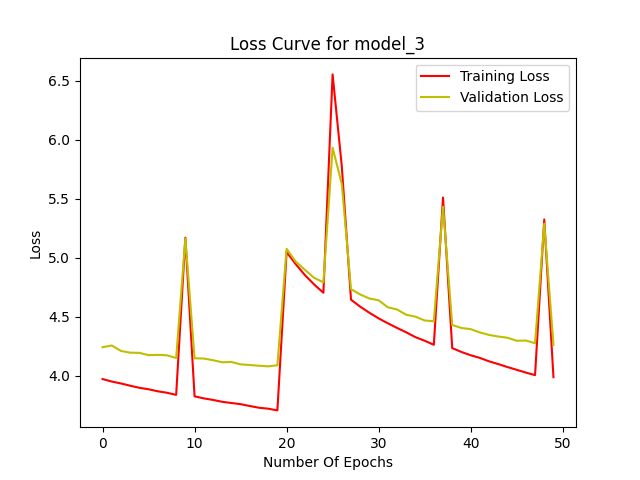 Loss Curve for model_3
Training Loss
Validation Loss
6.5
6.0
5.5
5.0
4.5
4.0
Loss
0
10
20
30
40
50
Number Of Epochs